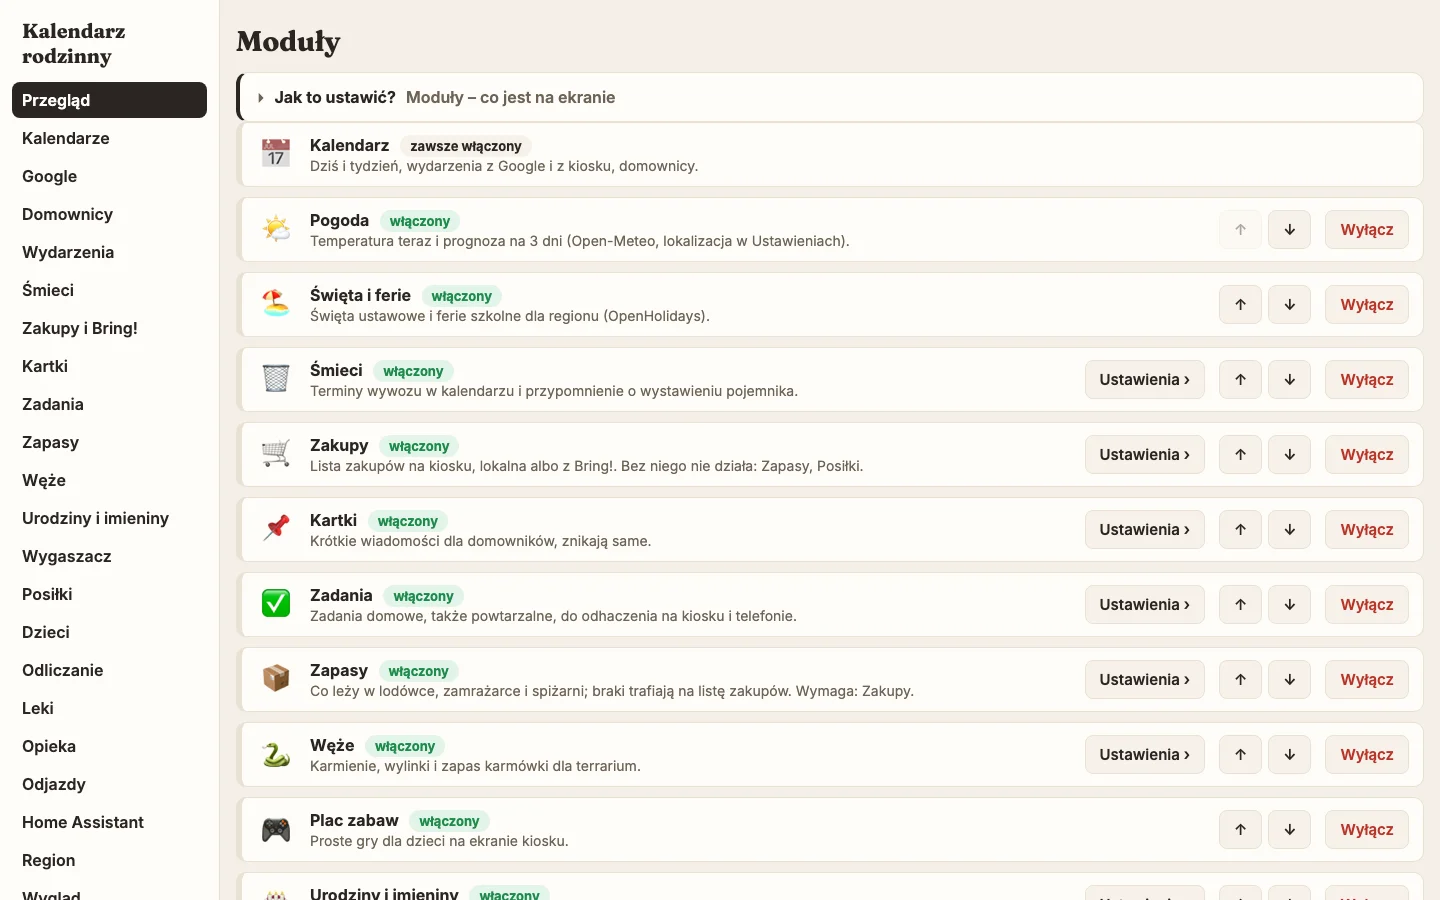 Kalendarz
rodzinny
Przegląd
Kalendarze
Google
Domownicy
Wydarzenia
Śmieci
Zakupy i Bring!
Kartki
Zadania
Zapasy
Węże
Urodziny i imieniny
Wygaszacz
Posiłki
Dzieci
Odliczanie
Leki
Opieka
Odjazdy
Home Assistant
Region
Wygląd
Moduły
Jak to ustawić? Moduły – co jest na ekranie
17
Kalendarz zawsze włączony
Dziś i tydzień, wydarzenia z Google i z kiosku, domownicy.
Pogoda włączony
Temperatura teraz i prognoza na 3 dni (Open-Meteo, lokalizacja w Ustawieniach).
↑ ↓ Wyłącz
Święta i ferie włączony
Święta ustawowe i ferie szkolne dla regionu (OpenHolidays).
↑ ↓ Wyłącz
Śmieci włączony
Terminy wywozu w kalendarzu i przypomnienie o wystawieniu pojemnika.
Ustawienia › ↑ ↓ Wyłącz
Zakupy włączony
Lista zakupów na kiosku, lokalna albo z Bring!. Bez niego nie działa: Zapasy, Posiłki.
Ustawienia › ↑ ↓ Wyłącz
Kartki włączony
Krótkie wiadomości dla domowników, znikają same.
Ustawienia › ↑ ↓ Wyłącz
Zadania włączony
Zadania domowe, także powtarzalne, do odhaczenia na kiosku i telefonie.
Ustawienia › ↑ ↓ Wyłącz
Zapasy włączony
Co leży w lodówce, zamrażarce i spiżarni; braki trafiają na listę zakupów. Wymaga: Zakupy.
Ustawienia › ↑ ↓ Wyłącz
Węże włączony
Karmienie, wylinki i zapas karmówki dla terrarium.
Ustawienia › ↑ ↓ Wyłącz
Plac zabaw włączony
Proste gry dla dzieci na ekranie kiosku.
↑ ↓ Wyłącz
Urodziny i imieniny włączony